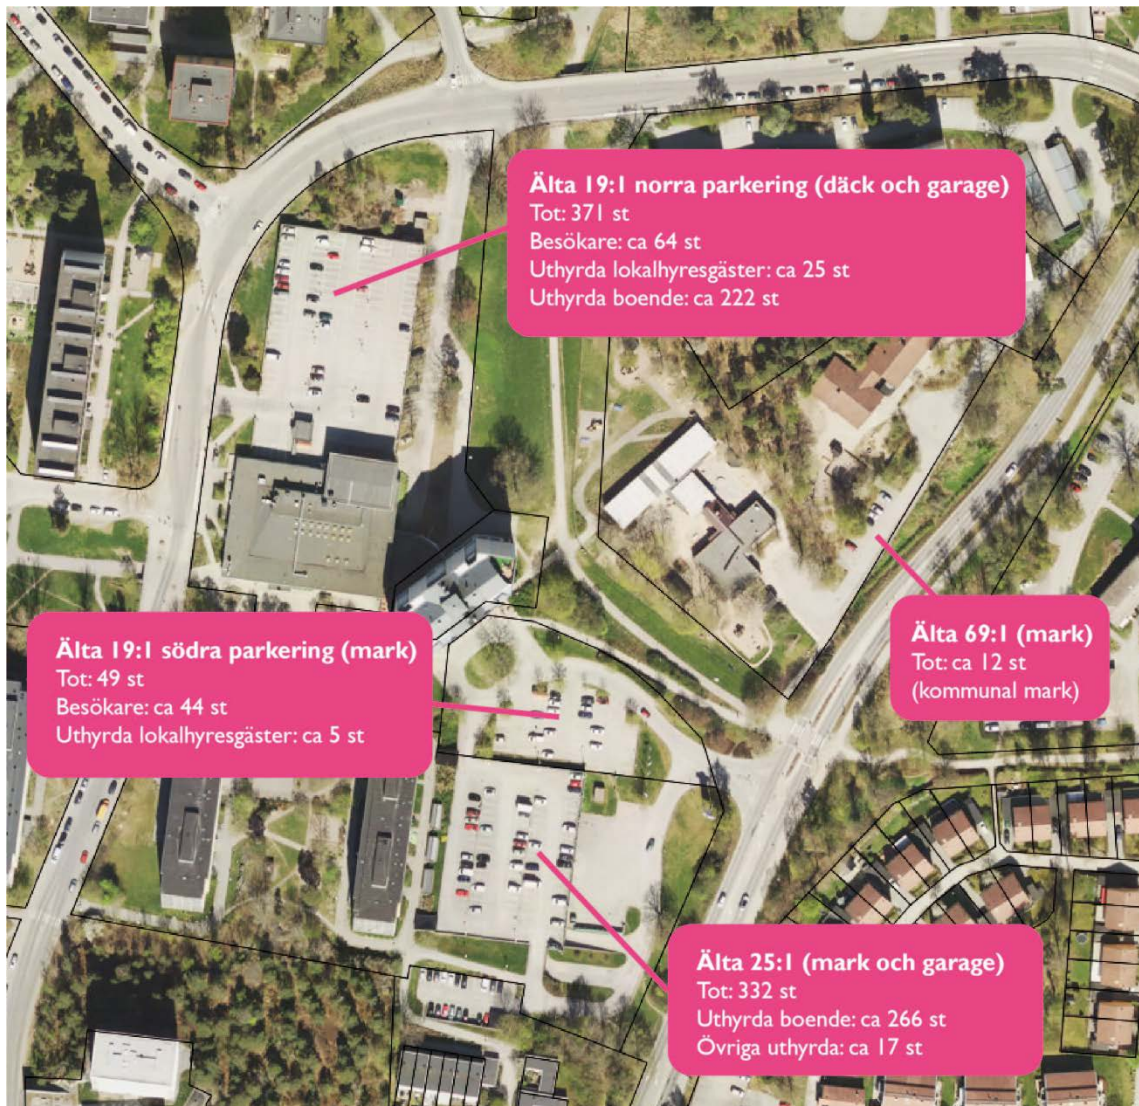 Älta 19:1 norra parkering (däck och garage)
Tot: 371 st
Besökare: ca 64 st
Uthyrda lokalhyresgäster: ca 25 st
Uthyrda boende: ca 222 st
Älta 19:1 södra parkering (mark)
Tot: 49 st
Besökare: ca 44 st
Uthyrda lokalhyresgäster: ca 5 st
Älta 69:1 (mark)
Tot: ca 12 st
(kommunal mark)
Älta 25:1 (mark och garage)
Tot: 332 st
Uthyrda boende: ca 266 st
Övriga uthyrda: ca 17 st